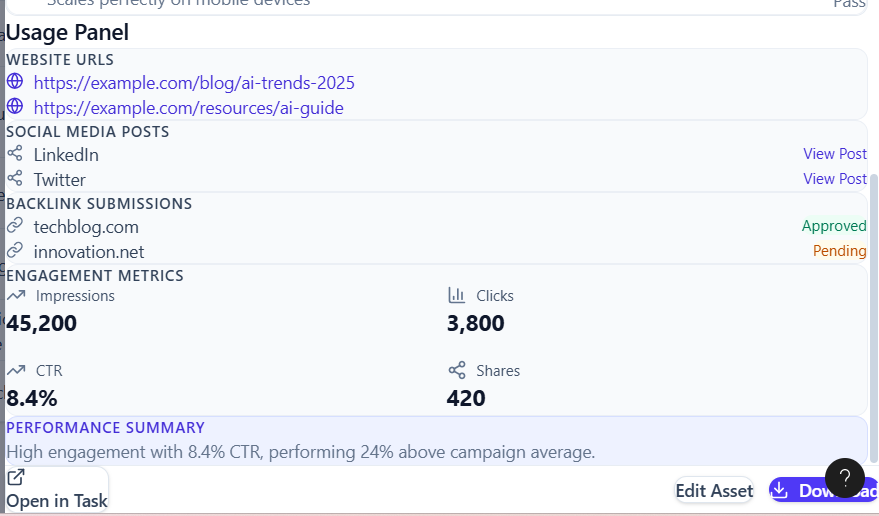 Scales perfectly on mobile devices
Pass
Usage Panel
WEBSITE URLS
https://example.com/blog/ai-trends-2025
https://example.com/resources/ai-guide
SOCIAL MEDIA POSTS
LinkedIn
View Post
Twitter
View Post
BACKLINK SUBMISSIONS
techblog.com
Approved
innovation.net
Pending
ENGAGEMENT METRICS
Impressions
Clicks
45,200
3,800
CTR
Shares
8.4%
420
PERFORMANCE SUMMARY
High engagement with 8.4% CTR, performing 24% above campaign average.
Open in Task
Edit Asset
?